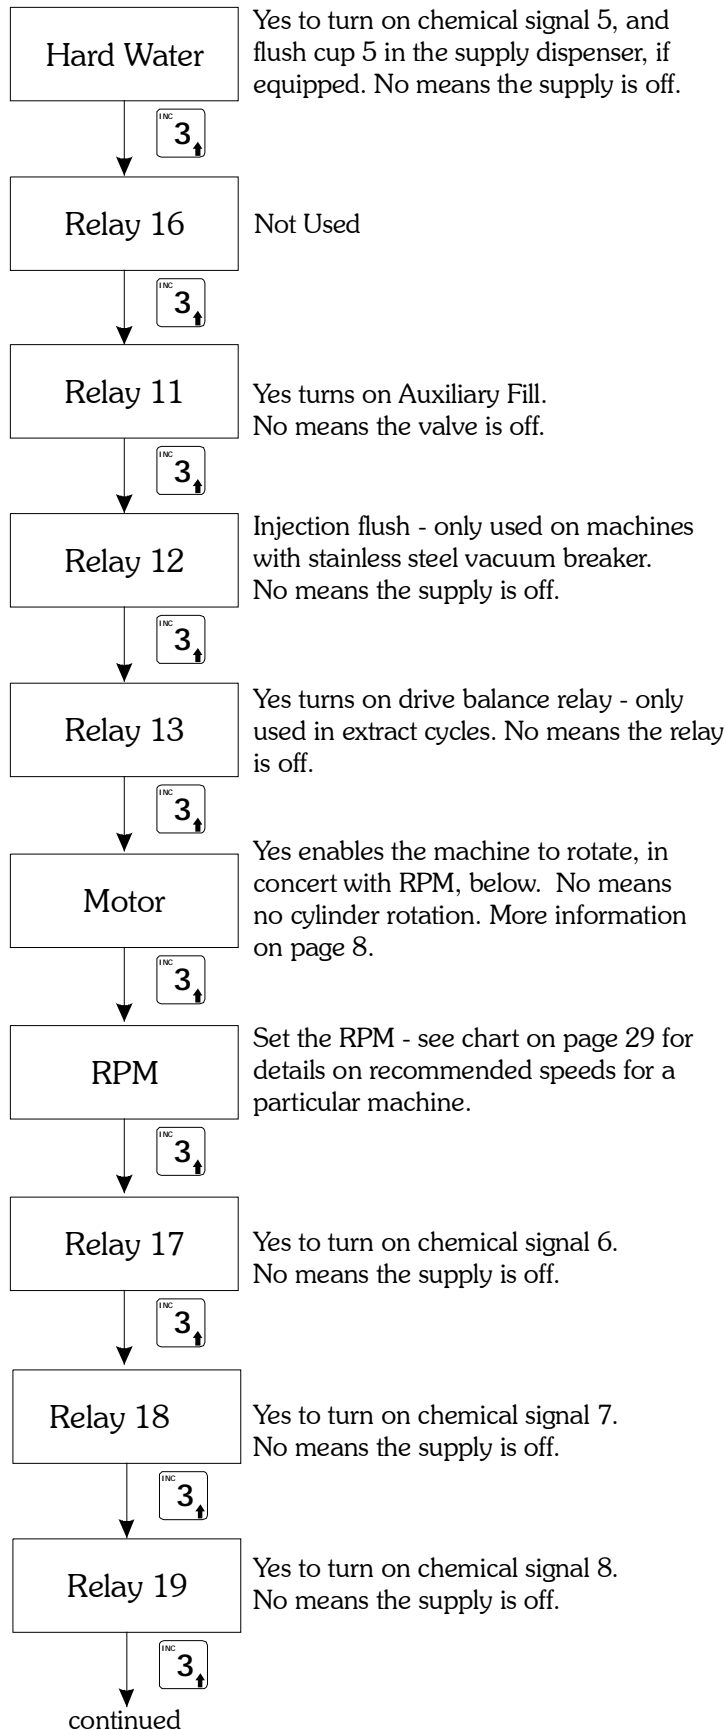 Hard Water
Yes to turn on chemical signal 5, and
flush cup 5 in the supply dispenser, if
equipped. No means the supply is off.
INC
3
Relay 16
Not Used
INC
3
Relay 11
Yes turns on Auxiliary Fill.
No means the valve is off.
INC
3
Relay 12
Injection flush - only used on machines
with stainless steel vacuum breaker.
No means the supply is off.
INC
3
Relay 13
Yes turns on drive balance relay - only
used in extract cycles. No means the relay
is off.
INC
3
Motor
Yes enables the machine to rotate, in
concert with RPM, below.  No means
no cylinder rotation. More information
on page 8.
INC
3
RPM
Set the RPM - see chart on page 29 for
details on recommended speeds for a
particular machine.
INC
3
Relay 17
Yes to turn on chemical signal 6.
No means the supply is off.
INC
3
Relay 18
Yes to turn on chemical signal 7.
No means the supply is off.
INC
3
Relay 19
Yes to turn on chemical signal 8.
No means the supply is off.
INC
3
continued